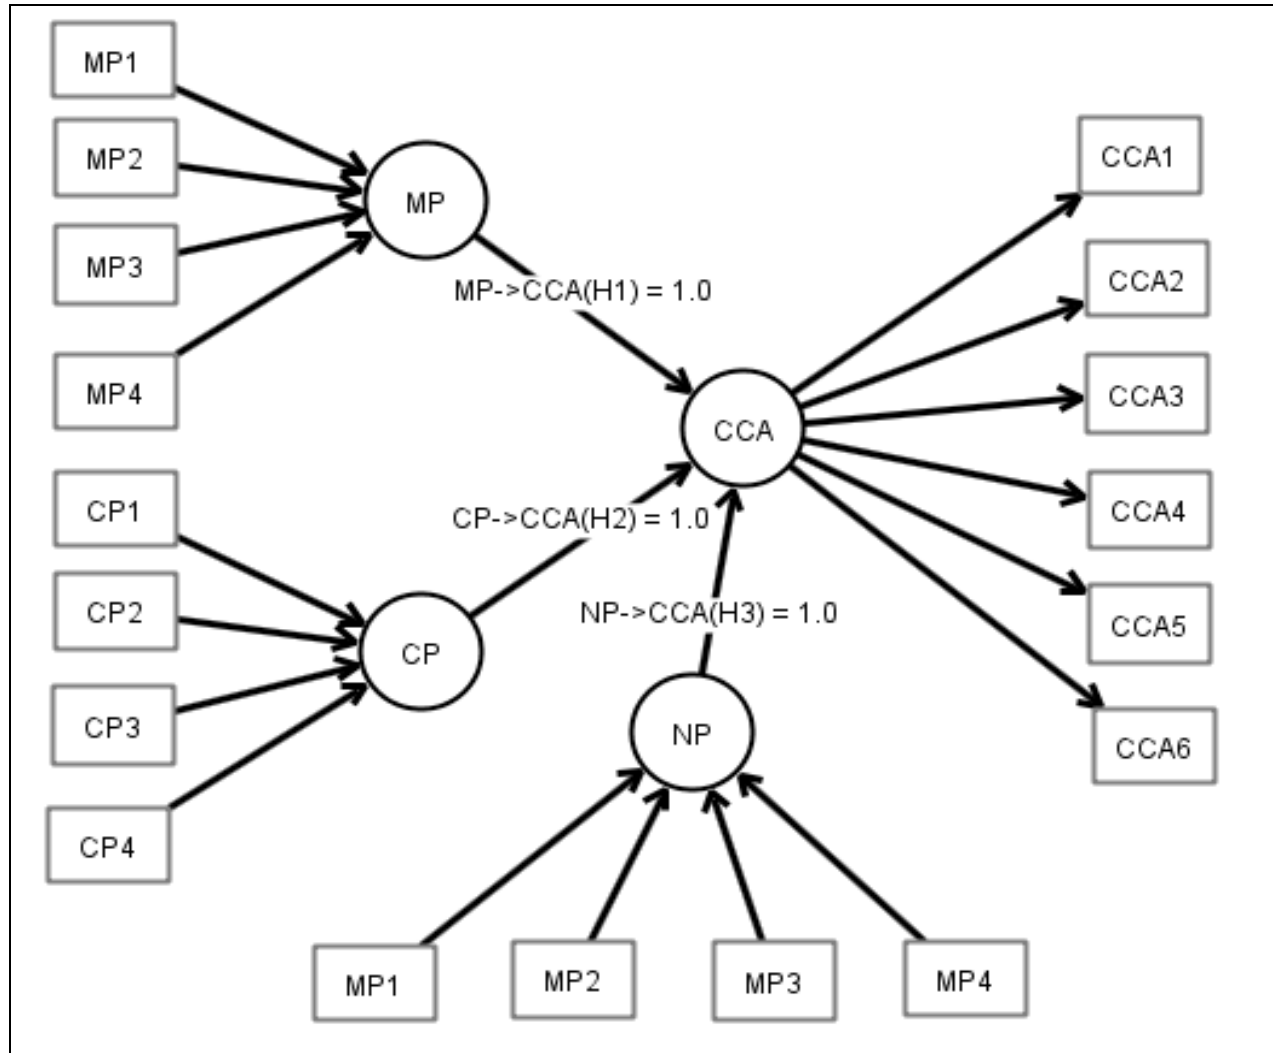 MP1
MP2
MP3
MP4
MP
MP->CCA(H1) = 1.0
CP1
CP2
CP3
CP4
CP
CP->CCA(H2) = 1.0
NP->CCA(H3) = 1.0
NP
MP1
MP2
MP3
MP4
CCA
CCA1
CCA2
CCA3
CCA4
CCA5
CCA6